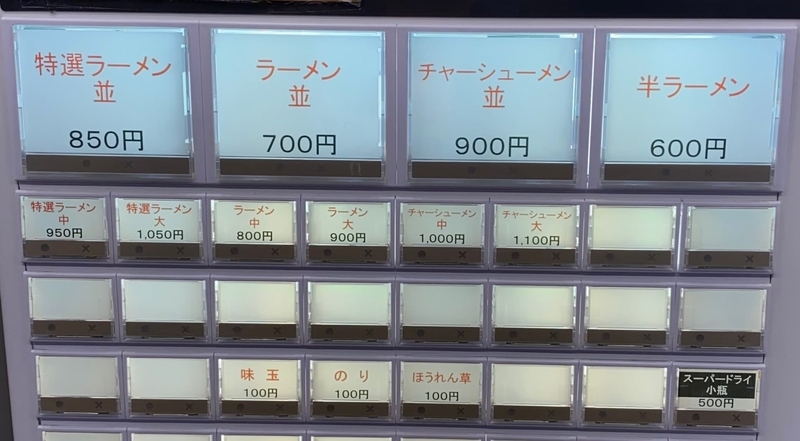 特選ラーメン
並
850円
ラーメン
並
700円
チャーシューメン
並
900円
半ラーメン
600円
特選ラーメン
中
950円
特選ラーメン
大
1,050円
ラーメン
中
800円
ラーメン
大
900円
チャーシューメン
中
1,000円
チャーシューメン
大
1,100円
味玉
100円
のり
100円
ほうれん草
100円
スーパードライ
小瓶
500円